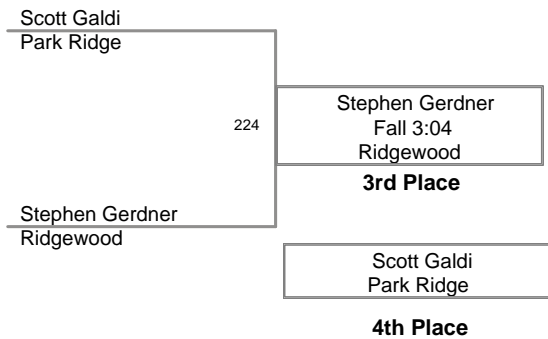 Scott Galdi
Park Ridge
224
Stephen Gerdner
Fall 3:04
Ridgewood
3rd Place
Stephen Gerdner
Ridgewood
Scott Galdi
Park Ridge
4th Place